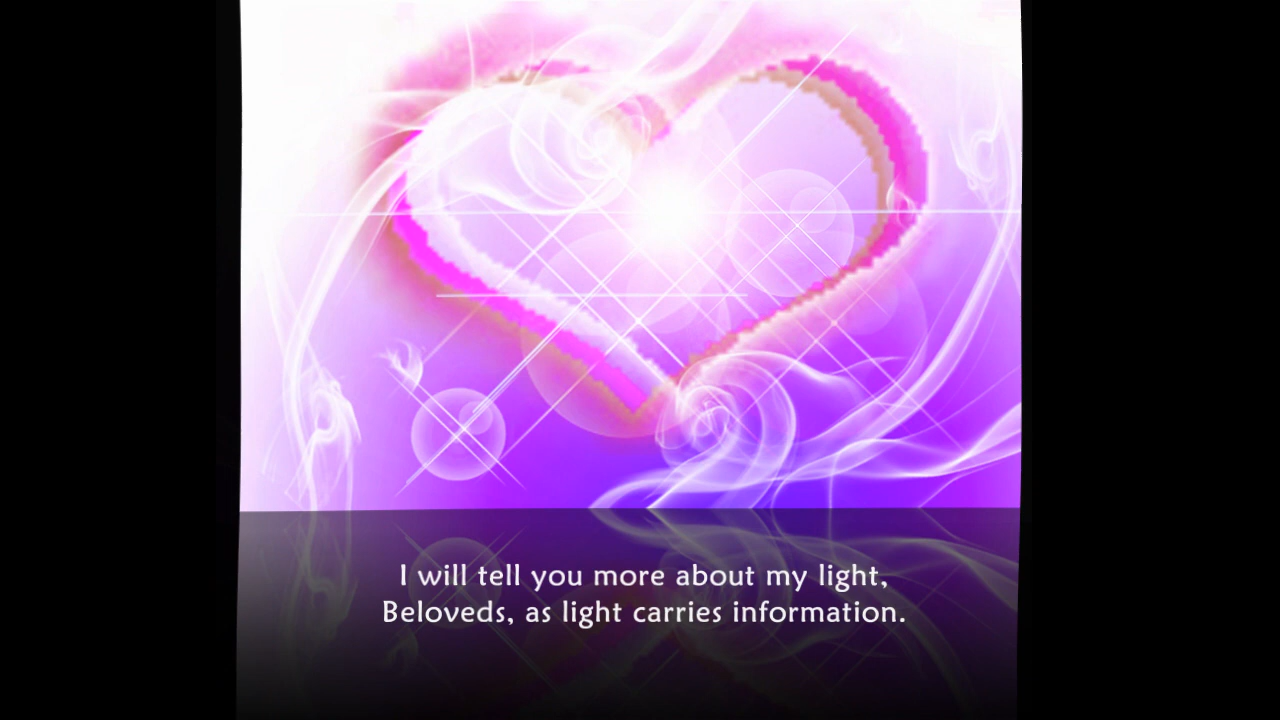 I will tell you more about my light,
Beloveds, as light carries information.